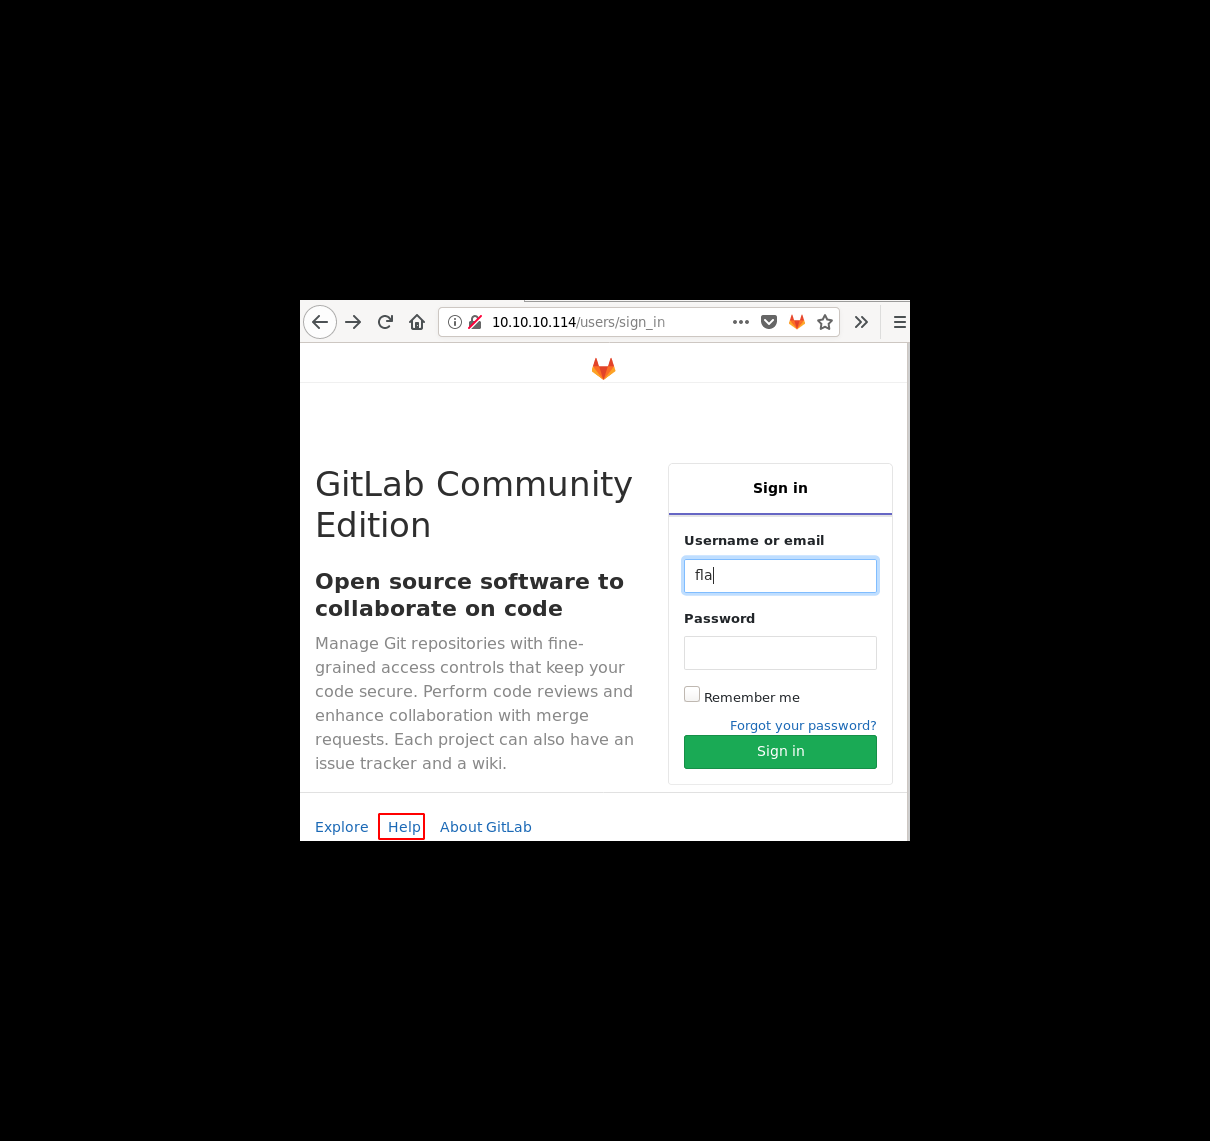 10.10.10.114/users/sign_in
GitLab Community
Edition
Open source software to
collaborate on code
Manage Git repositories with fine-
grained access controls that keep your
code secure. Perform code reviews and
enhance collaboration with merge
requests. Each project can also have an
issue tracker and a wiki.
Sign in
Username or email
fla
Password
Remember me
Forgot your password?
Sign in
Explore Help About GitLab